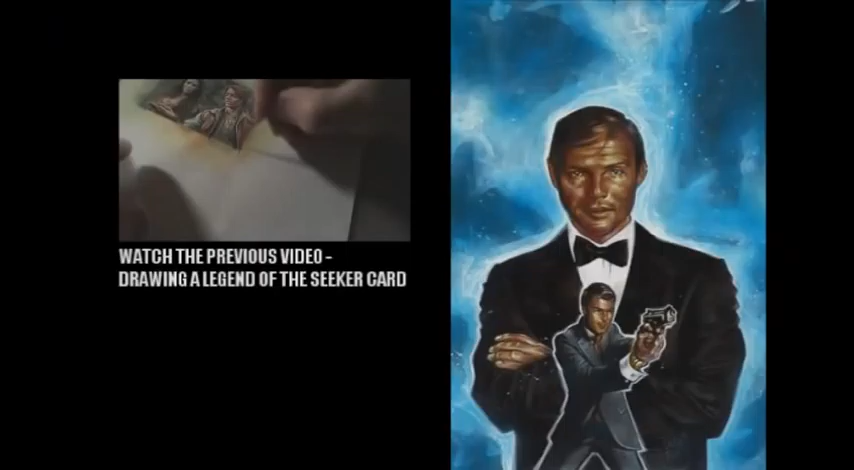 WATCH THE PREVIOUS VIDEO -
DRAWING A LEGEND OF THE SEEKER CARD